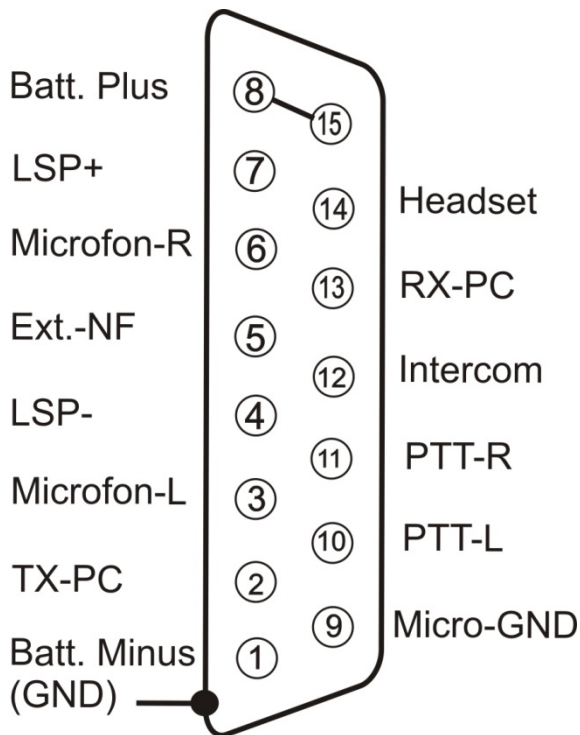 Batt. Plus
8
15
LSP+
7
14
Headset
Microfon-R
6
13
RX-PC
Ext.-NF
5
12
Intercom
LSP-
4
11
PTT-R
Microfon-L
3
10
PTT-L
TX-PC
2
9
Micro-GND
Batt. Minus
(GND)
1